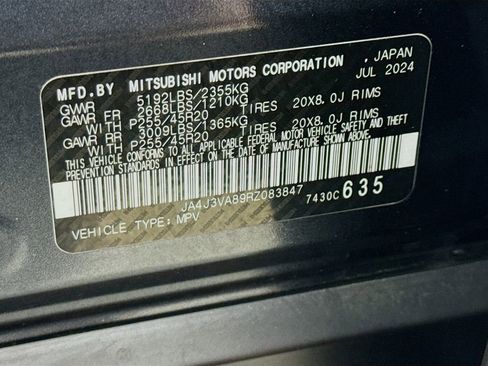 MFD.BY MITSUBISHI MOTORS CORPORATION , JAPAN
GVWR 5192LBS/2355KG JUL 2024
GAWR FR 2668LBS/1210KG
WITH P255/45R20 TIRES 20X8.0J RIMS
GAWR RR 3009LBS/1365KG
WITH P255/45R20 TIRES 20X8.0J RIMS
THIS VEHICLE CONFORMS TO ALL APPLICABLE FEDERAL MOTOR VEHICLE SAFETY AND THEFT
PREVENTION STANDARDS IN EFFECT ON THE DATE OF MANUFACTURE SHOWN ABOVE.
JA4J3VA89RZ083847
VEHICLE TYPE: MPV 7430C 635